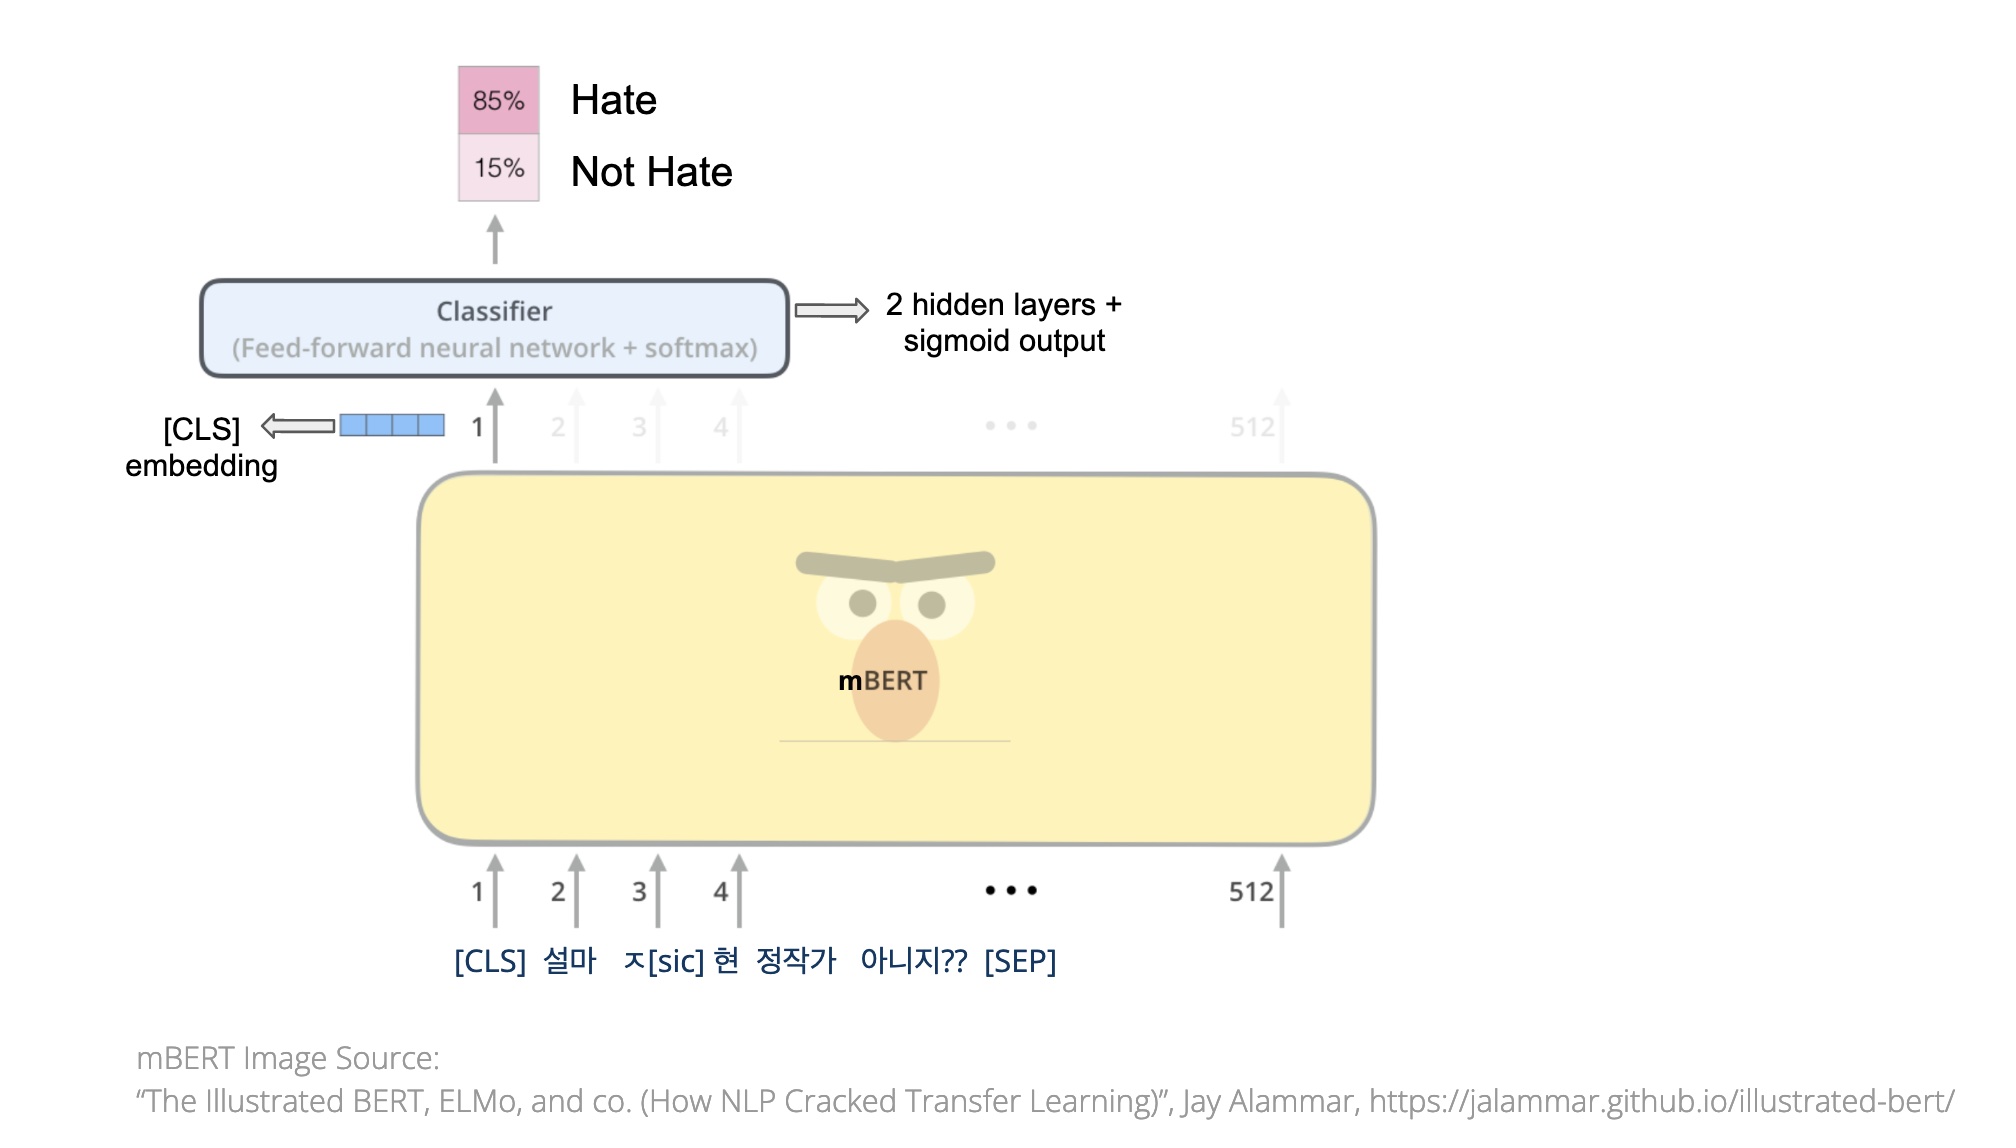 85% Hate
15% Not Hate
Classifier
(Feed-forward neural network + softmax)
2 hidden layers +
sigmoid output
[CLS]
embedding
1 2 3 4 ••• 512
mBERT
1 2 3 4 ••• 512
[CLS] 설마 ㅈ[sic] 현 정작가 아니지?? [SEP]
mBERT Image Source:
“The Illustrated BERT, ELMo, and co. (How NLP Cracked Transfer Learning)”, Jay Alammar, https://jalammar.github.io/illustrated-bert/